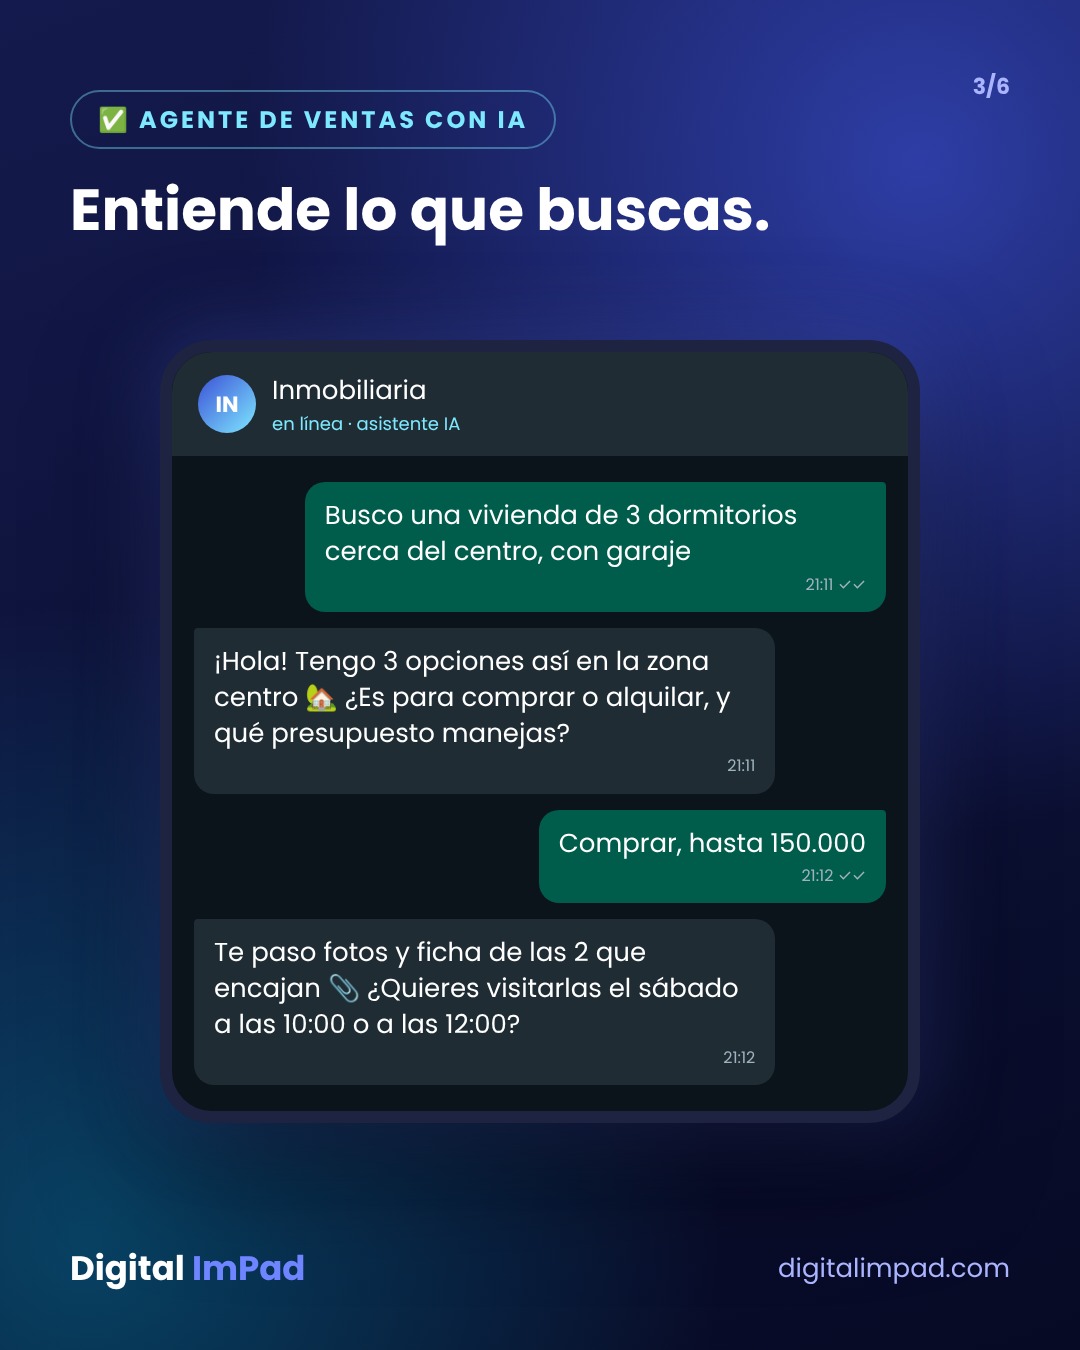 3/6
✅ AGENTE DE VENTAS CON IA
Entiende lo que buscas.
IN
Inmobiliaria
en línea · asistente IA
Busco una vivienda de 3 dormitorios
cerca del centro, con garaje
21:11 ✓✓
¡Hola! Tengo 3 opciones así en la zona
centro 🏡 ¿Es para comprar o alquilar, y
qué presupuesto manejas?
21:11
Comprar, hasta 150.000
21:12 ✓✓
Te paso fotos y ficha de las 2 que
encajan 📎 ¿Quieres visitarlas el sábado
a las 10:00 o a las 12:00?
21:12
Digital ImPad
digitalimpad.com